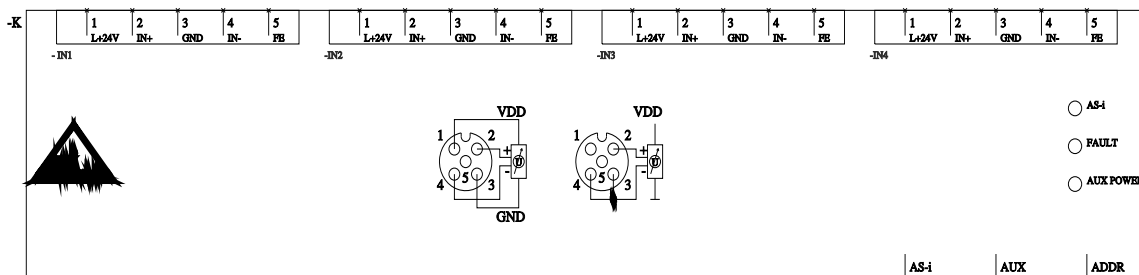 -K
1 2 3 4 5 1 2 3 4 5 1 2 3 4 5 1 2 3 4 5
L+24V IN+ GND IN- FE L+24V IN+ GND IN- FE L+24V IN+ GND IN- FE L+24V IN+ GND IN- FE
- IN1 -IN2 -IN3 -IN4
VDD VDD
AS-i
1 2 1 2
+ +
FAULT
U U
- -
4 5 3 4 5 3
AUX POWER
GND
AS-i AUX ADDR